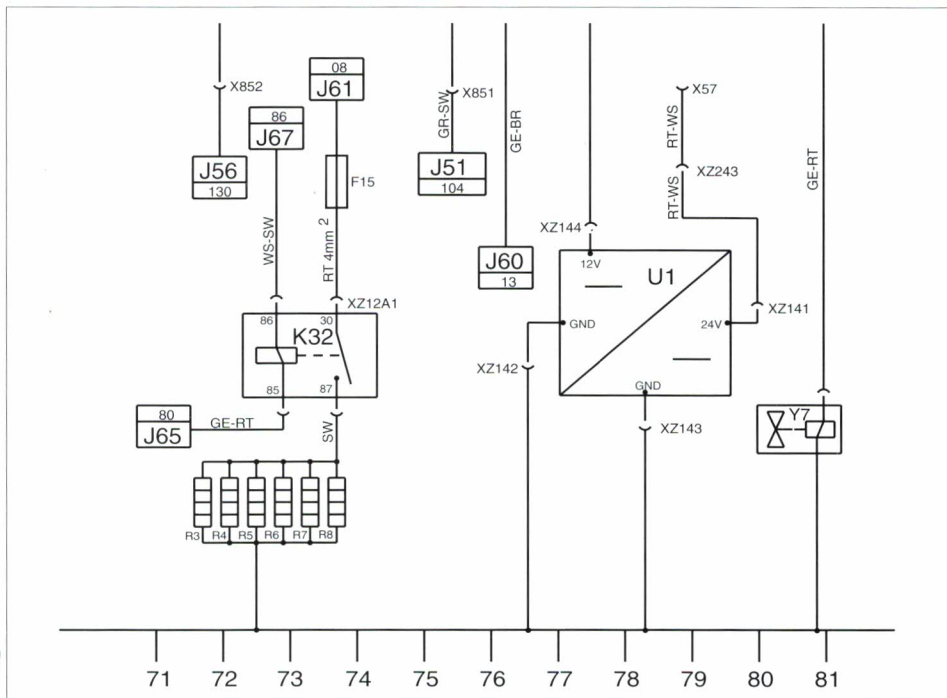 X852
08
J61
86
J67
J56
130
WS-SW
RT 4mm 2
F15
XZ12A1
86
30
K32
85
87
80
J65
GE-RT
SW
R3
R4
R5
R6
R7
R8
GR-SW
X851
J51
104
GE-BR
J60
13
XZ144
12V
U1
GND
24V
GND
XZ142
XZ143
X57
RT-WS
XZ243
RT-WS
XZ141
GE-RT
Y7
71 72 73 74 75 76 77 78 79 80 81